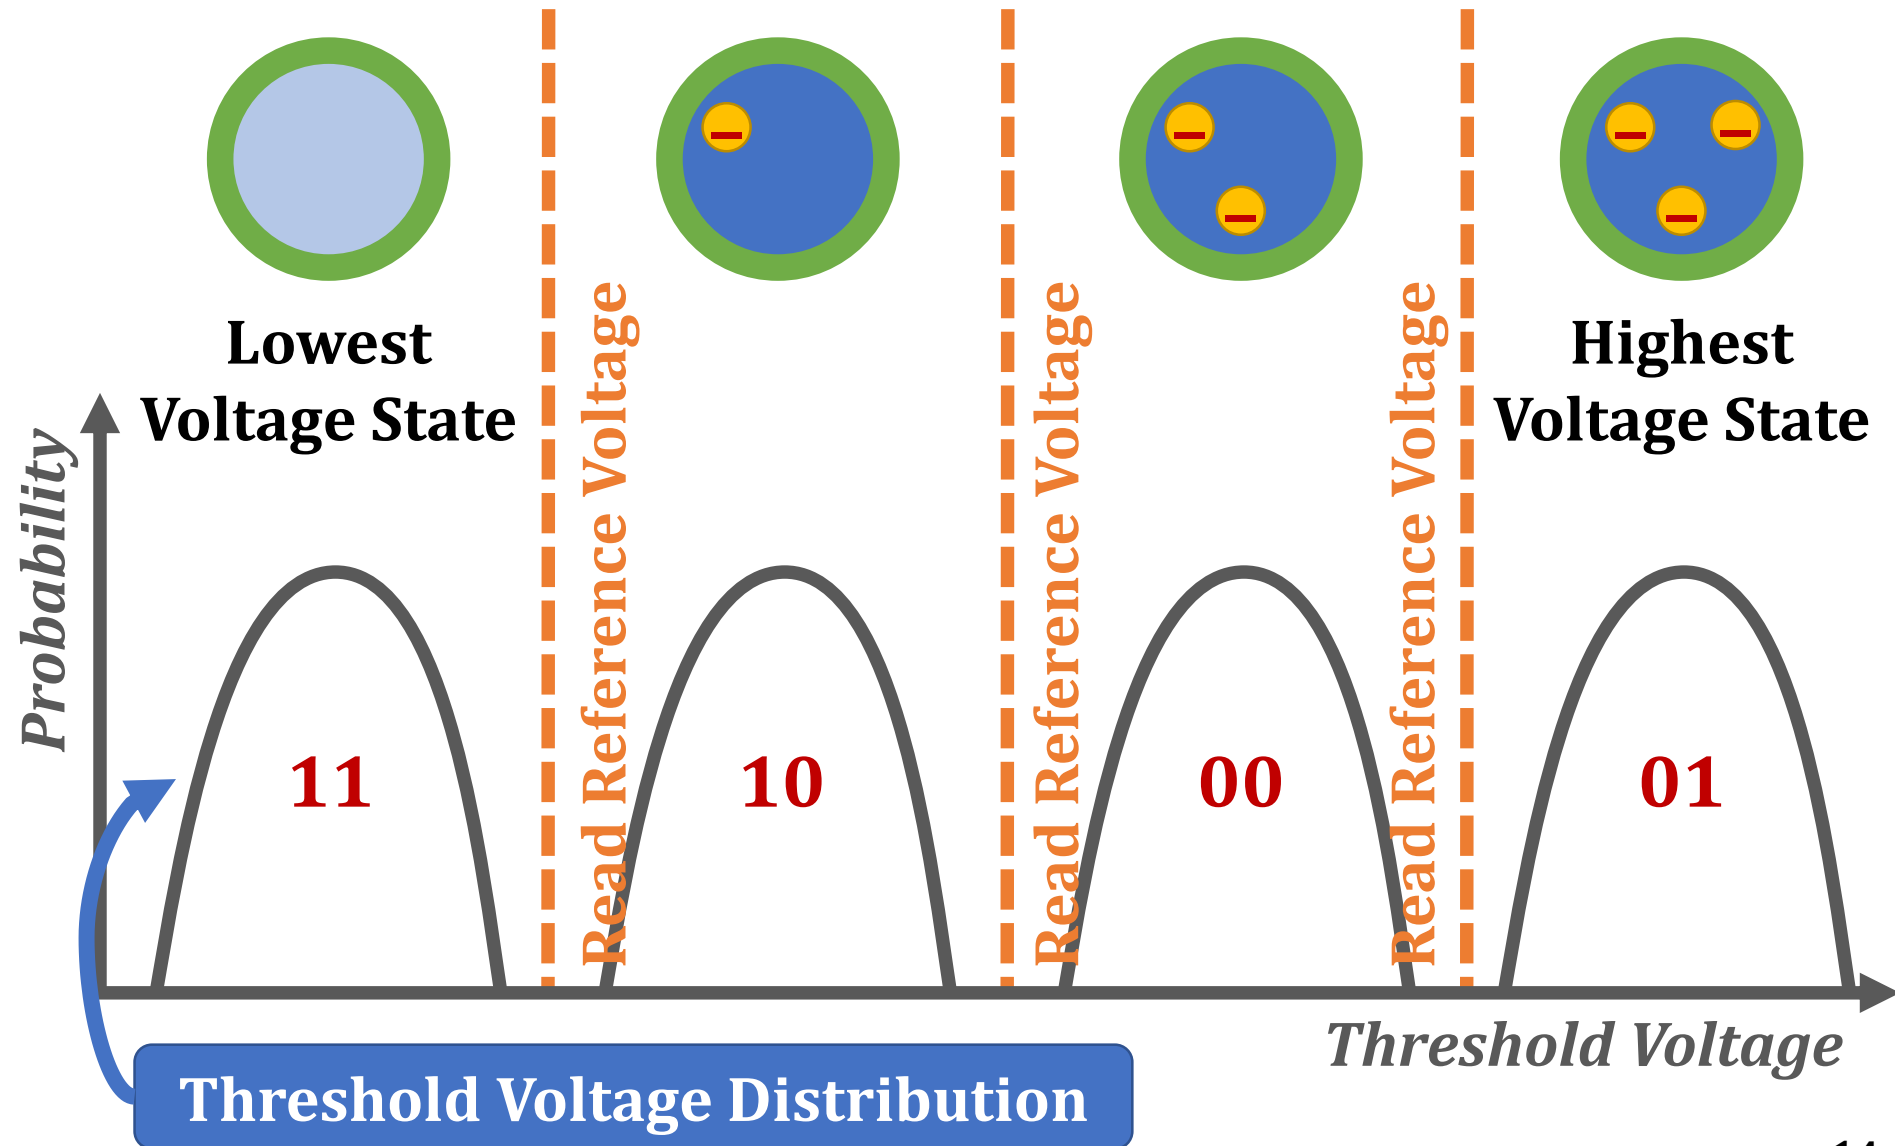 Lowest
Voltage State
Highest
Voltage State
Probability
Read Reference Voltage
Read Reference Voltage
Read Reference Voltage
11
10
00
01
Threshold Voltage
Threshold Voltage Distribution